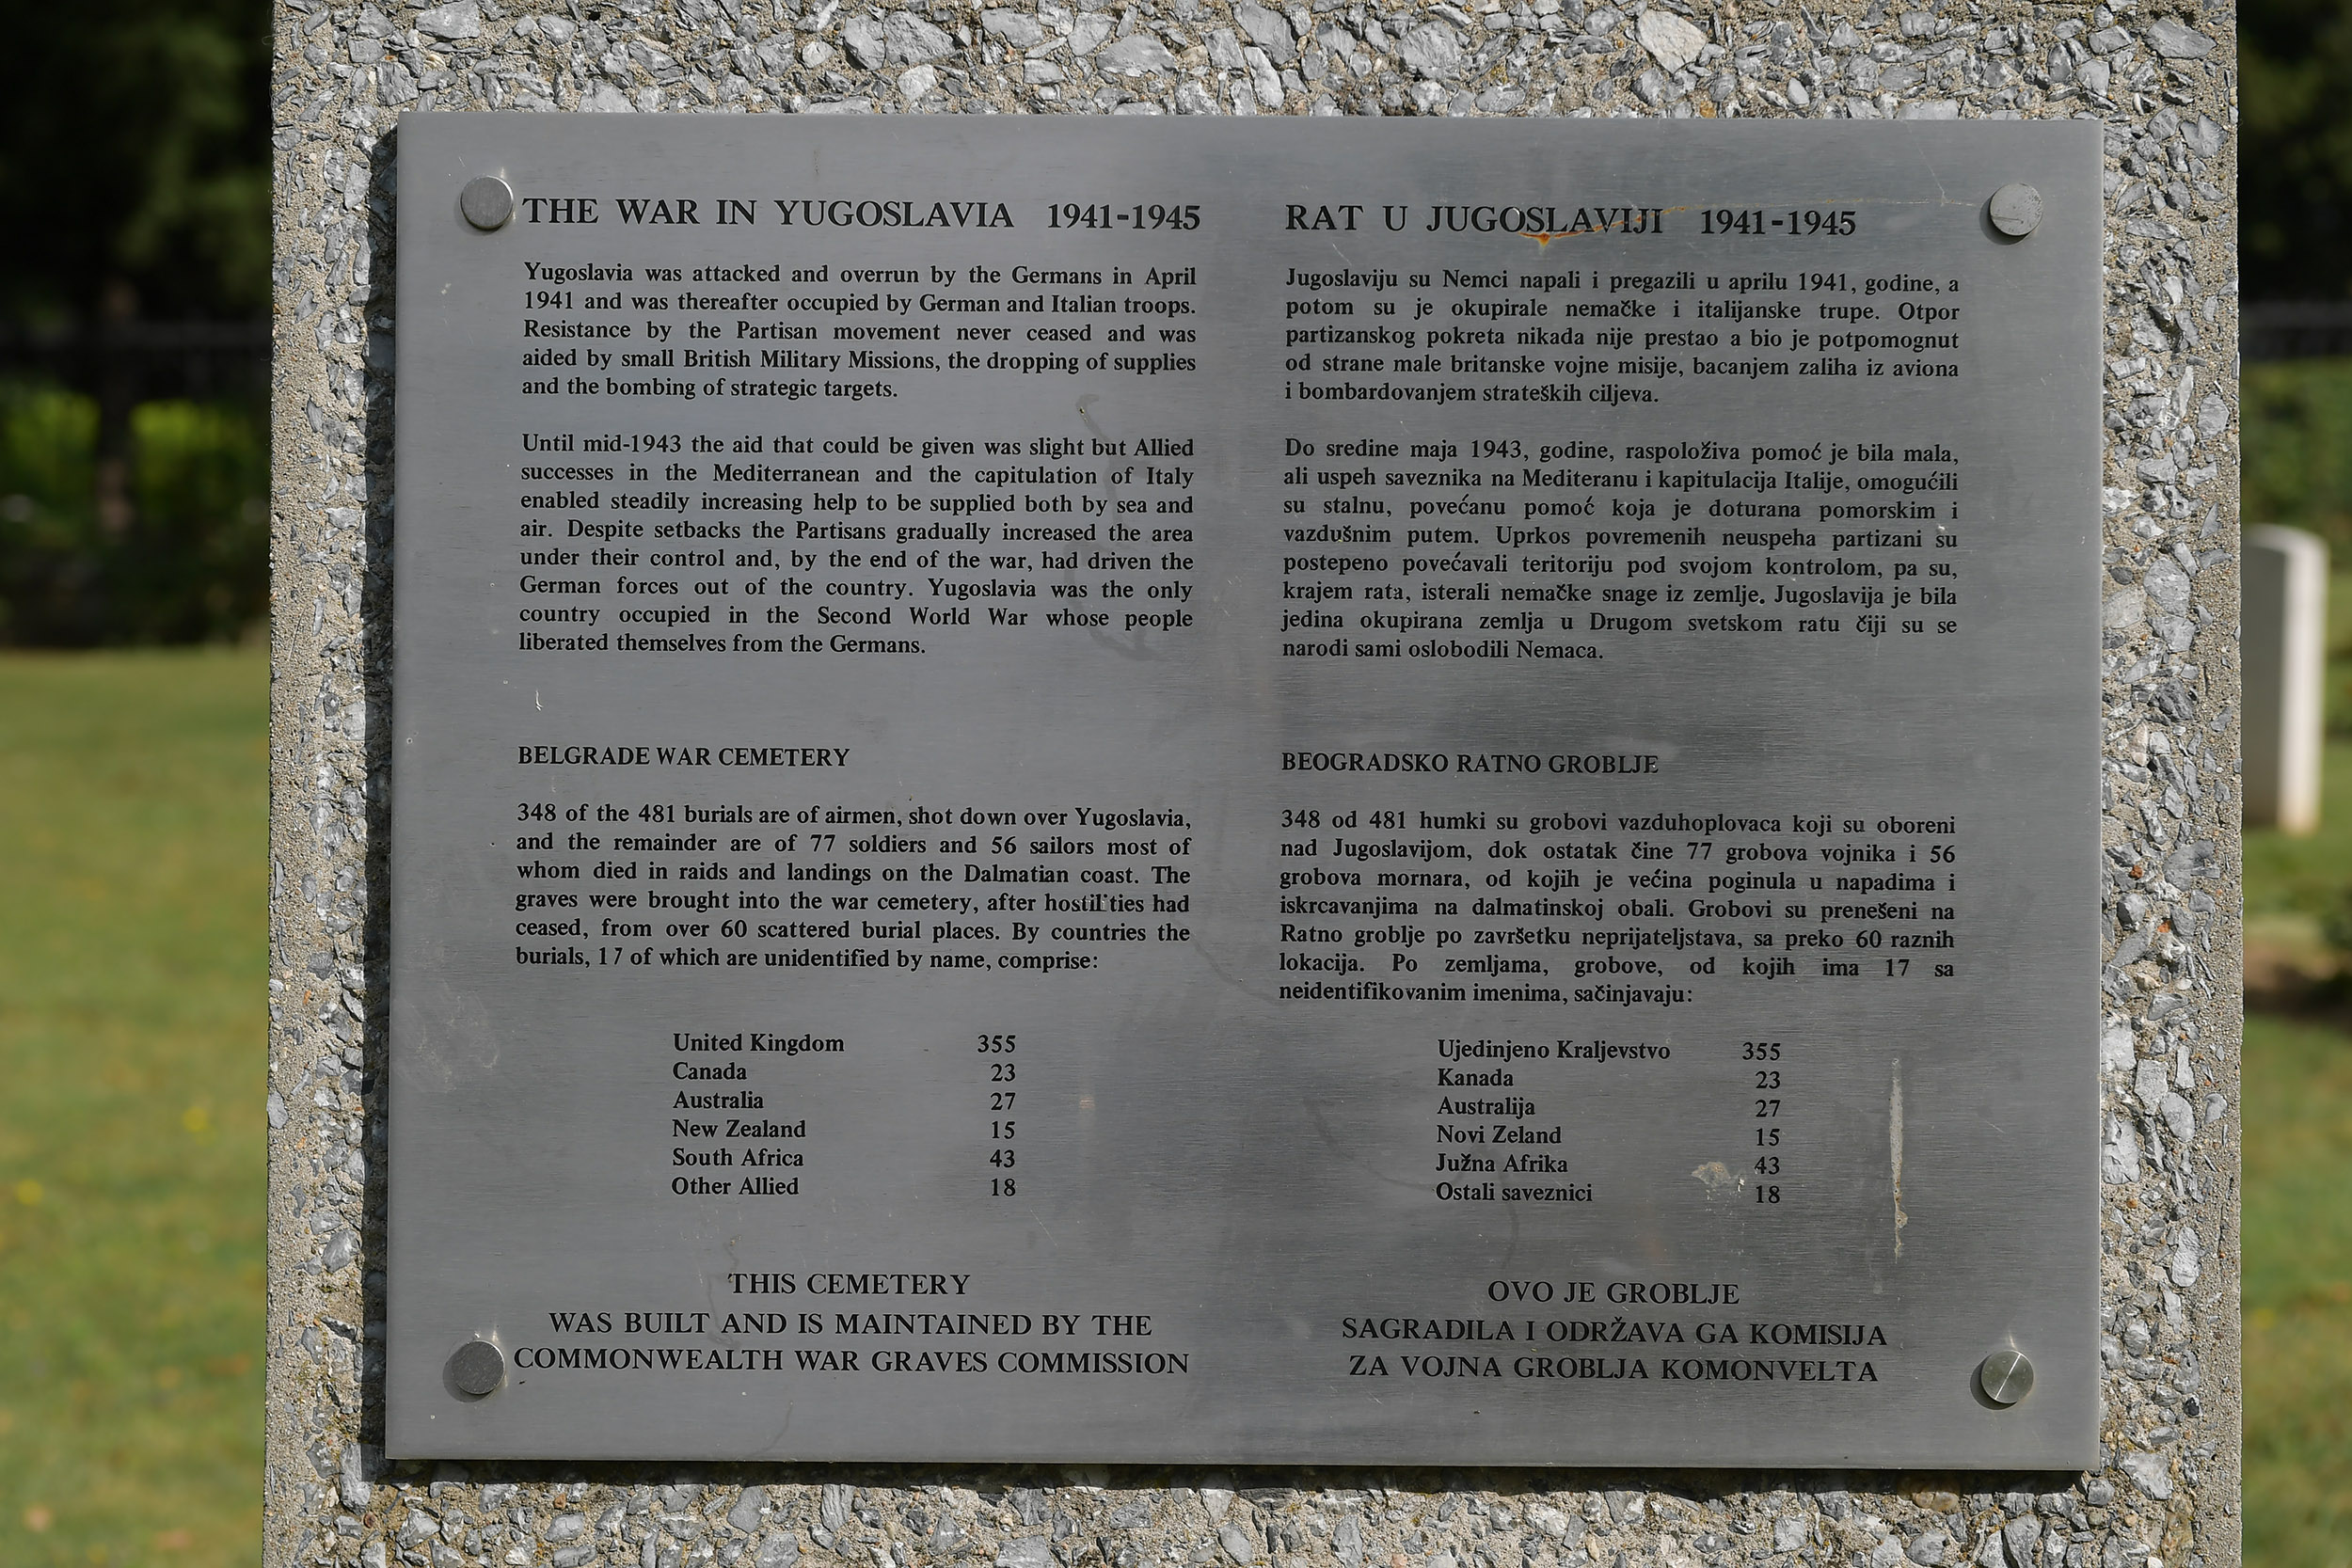 THE WAR IN YUGOSLAVIA 1941-1945
Yugoslavia was attacked and overrun by the Germans in April
1941 and was thereafter occupied by German and Italian troops.
Resistance by the Partisan movement never ceased and was
aided by small British Military Missions, the dropping of supplies
and the bombing of strategic targets.
Until mid-1943 the aid that could be given was slight but Allied
successes in the Mediterranean and the capitulation of Italy
enabled steadily increasing help to be supplied both by sea and
air. Despite setbacks the Partisans gradually increased the area
under their control and, by the end of the war, had driven the
German forces out of the country. Yugoslavia was the only
country occupied in the Second World War whose people
liberated themselves from the Germans.
BELGRADE WAR CEMETERY
348 of the 481 burials are of airmen, shot down over Yugoslavia,
and the remainder are of 77 soldiers and 56 sailors most of
whom died in raids and landings on the Dalmatian coast. The
graves were brought into the war cemetery, after hostilities had
ceased, from over 60 scattered burial places. By countries the
burials, 17 of which are unidentified by name, comprise:
United Kingdom 355
Canada 23
Australia 27
New Zealand 15
South Africa 43
Other Allied 18
THIS CEMETERY
WAS BUILT AND IS MAINTAINED BY THE
COMMONWEALTH WAR GRAVES COMMISSION
RAT U JUGOSLAVIJI 1941-1945
Jugoslaviju su Nemci napali i pregazili u aprilu 1941, godine, a
potom su je okupirale nemačke i italijanske trupe. Otpor
partizanskog pokreta nikada nije prestao a bio je potpomognut
od strane male britanske vojne misije, bacanjem zaliha iz aviona
i bombardovanjem strateških ciljeva.
Do sredine maja 1943, godine, raspoloživa pomoć je bila mala,
ali uspeh saveznika na Mediteranu i kapitulacija Italije, omogućili
su stalnu, povećanu pomoć koja je doturana pomorskim i
vazdušnim putem. Uprkos povremenih neuspeha partizani su
postepeno povećavali teritoriju pod svojom kontrolom, pa su,
krajem rata, isterali nemačke snage iz zemlje. Jugoslavija je bila
jedina okupirana zemlja u Drugom svetskom ratu čiji su se
narodi sami oslobodili Nemaca.
BEOGRADSKO RATNO GROBLJE
348 od 481 humki su grobovi vazduhoplovaca koji su oboreni
nad Jugoslavijom, dok ostatak čine 77 grobova vojnika i 56
grobova mornara, od kojih je većina poginula u napadima i
iskrcavanjima na dalmatinskoj obali. Grobovi su prenešeni na
Ratno groblje po završetku neprijateljstava, sa preko 60 raznih
lokacija. Po zemljama, grobove, od kojih ima 17 sa
neidentifikovanim imenima, sačinjavaju:
Ujedinjeno Kraljevstvo 355
Kanada 23
Australija 27
Novi Zeland 15
Južna Afrika 43
Ostali saveznici 18
OVO JE GROBLJE
SAGRADILA I ODRŽAVA GA KOMISIJA
ZA VOJNA GROBLJA KOMONVELTA